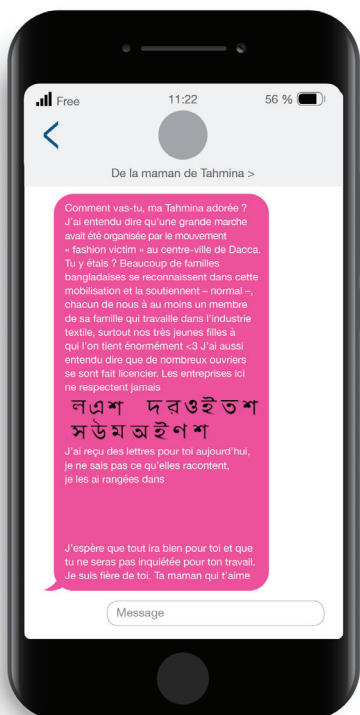 Free 11:22 56 %
De la maman de Tahmina >
Comment vas-tu, ma Tahmina adorée ?
J'ai entendu dire qu'une grande marche
avait été organisée par le mouvement
« fashion victim » au centre-ville de Dacca.
Tu y étais ? Beaucoup de familles
bangladaises se reconnaissent dans cette
mobilisation et la soutiennent – normal –,
chacun de nous à au moins un membre
de sa famille qui travaille dans l'industrie
textile, surtout nos très jeunes filles à
qui l'on tient énormément <3 J'ai aussi
entendu dire que de nombreux ouvriers
se sont fait licencier. Les entreprises ici
ne respectent jamais
লএশ দরওইতশ
সউমঅইণশ
J'ai reçu des lettres pour toi aujourd'hui,
je ne sais pas ce qu'elles racontent,
je les ai rangées dans
J'espère que tout ira bien pour toi et que
tu ne seras pas inquiétée pour ton travail.
Je suis fière de toi. Ta maman qui t'aime
Message